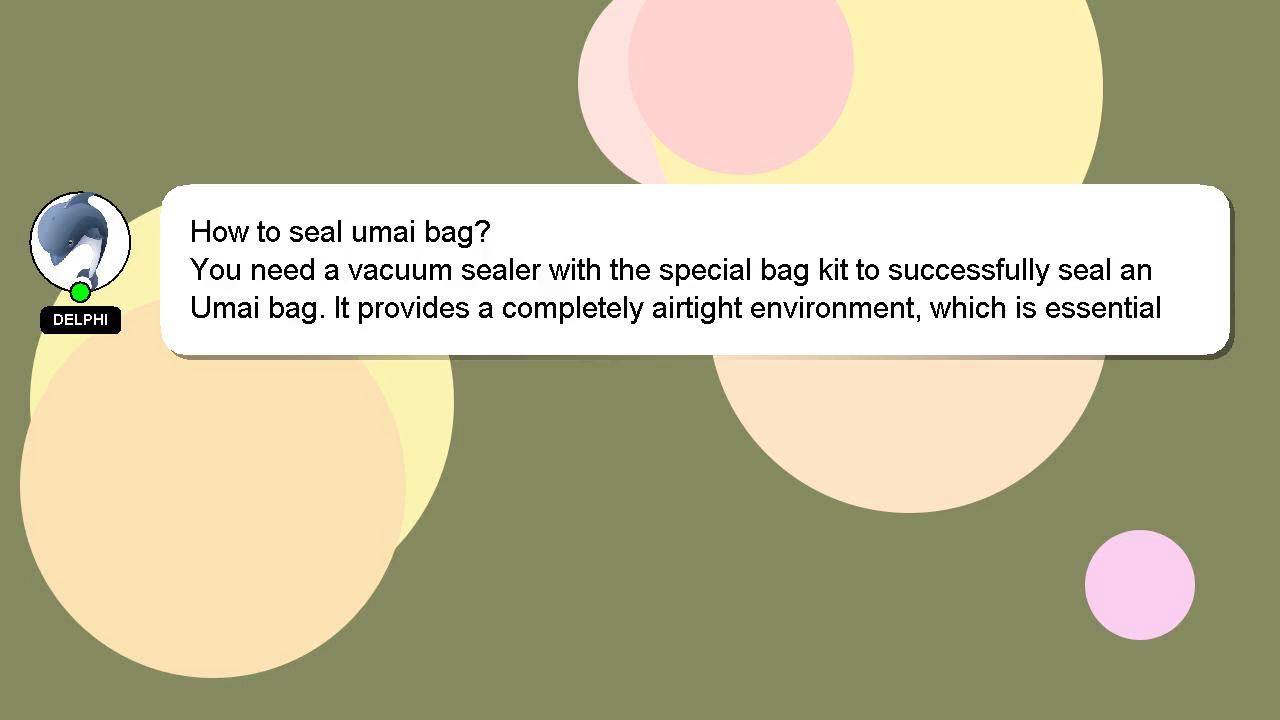 How to seal umai bag?
You need a vacuum sealer with the special bag kit to successfully seal an
Umai bag. It provides a completely airtight environment, which is essential
DELPHI